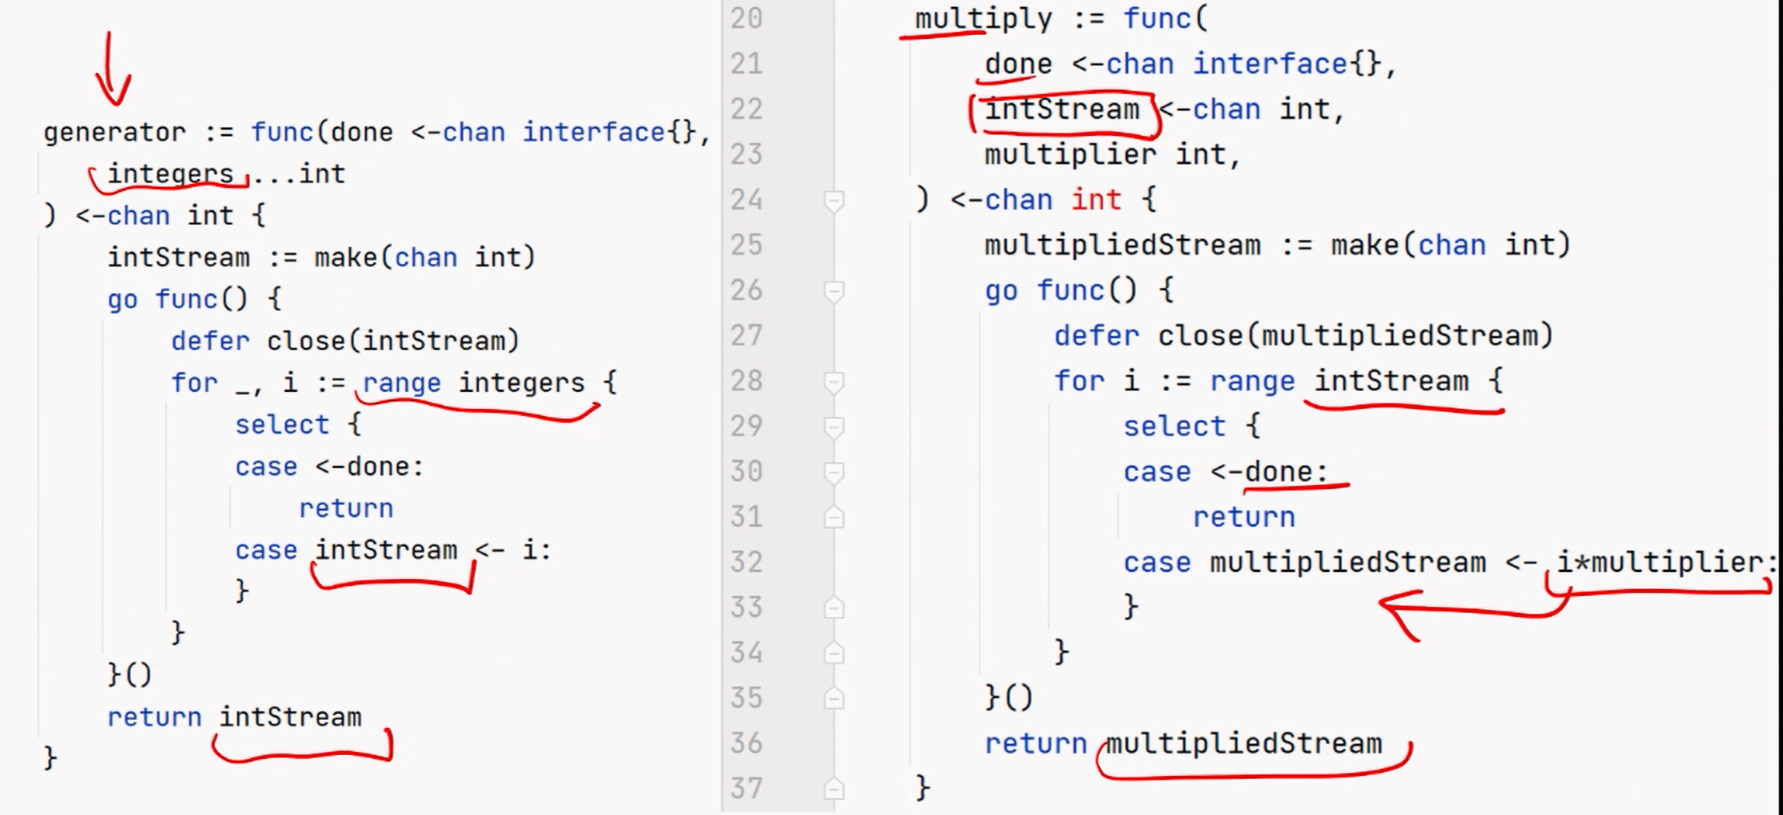 generator := func(done <-chan interface{},
integers ...int
) <-chan int {
intStream := make(chan int)
go func() {
defer close(intStream)
for _, i := range integers {
select {
case <-done:
return
case intStream <- i:
}
}
}()
return intStream
}
20 multiply := func(
21 done <-chan interface{},
22 intStream <-chan int,
23 multiplier int,
24 ) <-chan int {
25 multipliedStream := make(chan int)
26 go func() {
27 defer close(multipliedStream)
28 for i := range intStream {
29 select {
30 case <-done:
31 return
32 case multipliedStream <- i*multiplier:
33 }
34 }
35 }()
36 return multipliedStream
37 }